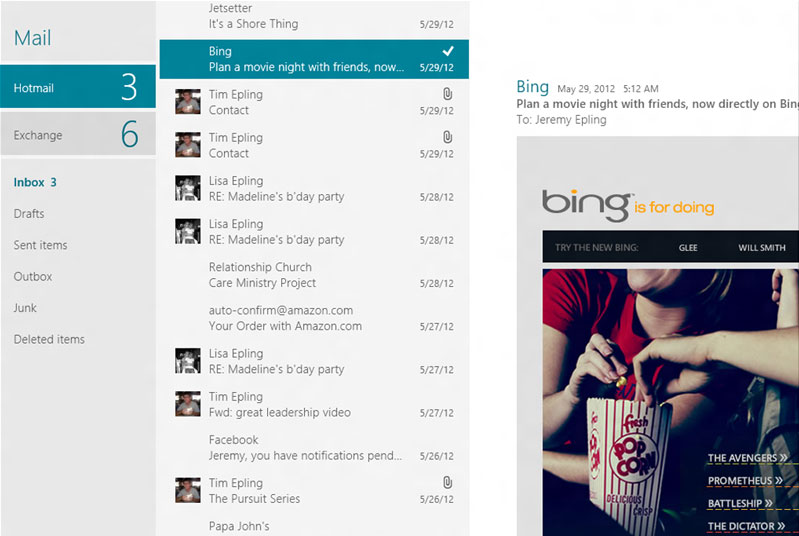 Mail
Hotmail 3
Exchange 6
Inbox 3
Drafts
Sent items
Outbox
Junk
Deleted items
Jetsetter
It's a Shore Thing 5/29/12
Bing
Plan a movie night with friends, now... 5/29/12
Tim Epling
Contact 5/29/12
Tim Epling
Contact 5/29/12
Lisa Epling
RE: Madeline's b'day party 5/28/12
Lisa Epling
RE: Madeline's b'day party 5/28/12
Relationship Church
Care Ministry Project 5/28/12
auto-confirm@amazon.com
Your Order with Amazon.com 5/27/12
Lisa Epling
RE: Madeline's b'day party 5/27/12
Tim Epling
Fwd: great leadership video 5/27/12
Facebook
Jeremy, you have notifications pend... 5/26/12
Tim Epling
The Pursuit Series 5/26/12
Papa John's
Bing May 29, 2012 5:12 AM
Plan a movie night with friends, now directly on Bing
To: Jeremy Epling
bing™ is for doing
TRY THE NEW BING: GLEE WILL SMITH
fresh
POP
CORN
DELICIOUS
CRISP
THE AVENGERS »
PROMETHEUS »
BATTLESHIP »
THE DICTATOR »